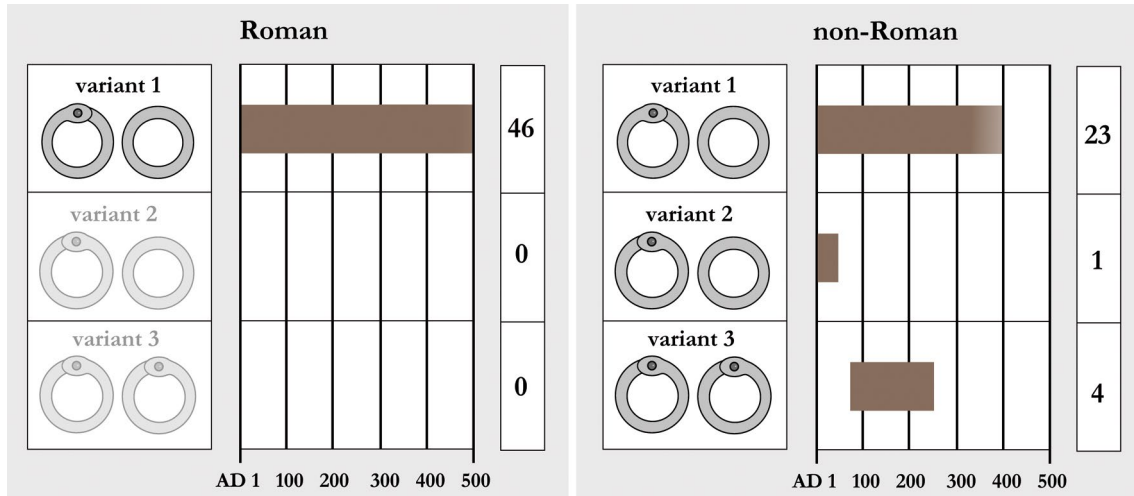 Roman
variant 1
46
variant 2
0
variant 3
0
AD 1 100 200 300 400 500
non-Roman
variant 1
23
variant 2
1
variant 3
4
AD 1 100 200 300 400 500